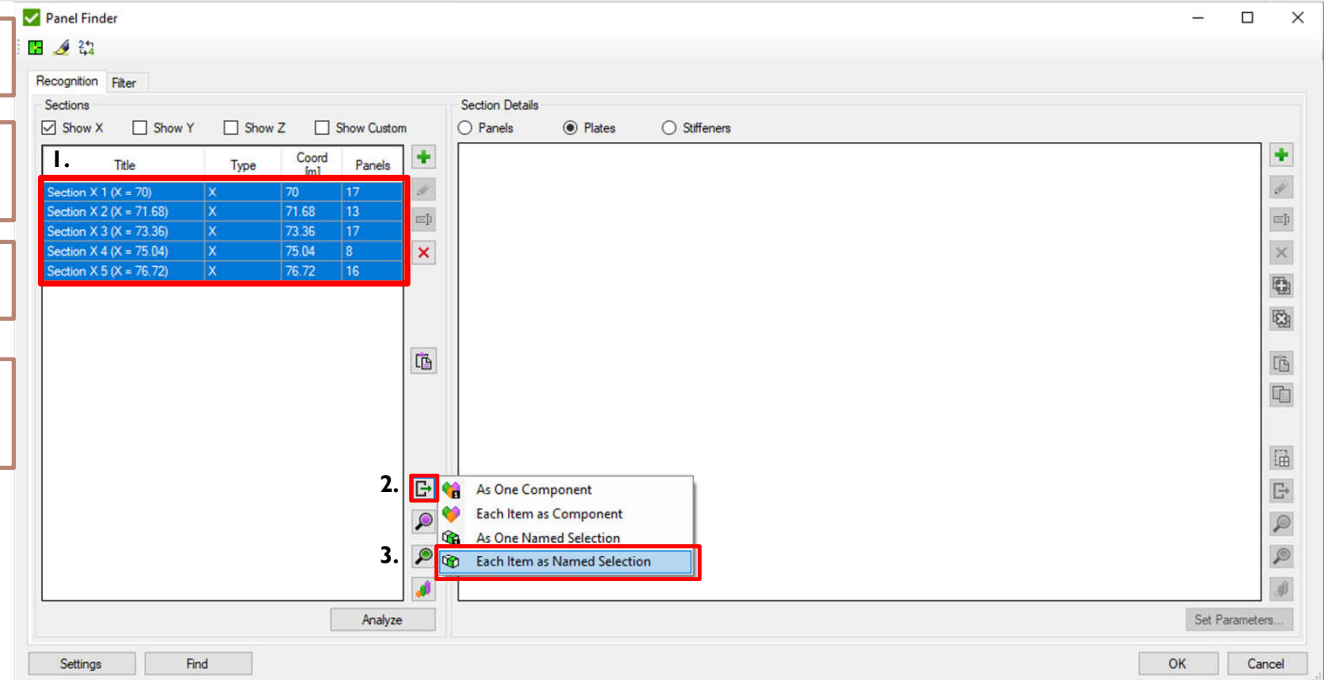 Panel Finder
Recognition Filter
Sections
Show X Show Y Show Z Show Custom
1. Title Type Coord [m] Panels
Section X 1 (X = 70) X 70 17
Section X 2 (X = 71.68) X 71.68 13
Section X 3 (X = 73.36) X 73.36 17
Section X 4 (X = 75.04) X 75.04 8
Section X 5 (X = 76.72) X 76.72 16
Section Details
Panels Plates Stiffeners
2.
As One Component
Each Item as Component
As One Named Selection
3. Each Item as Named Selection
Analyze
Set Parameters...
Settings Find OK Cancel